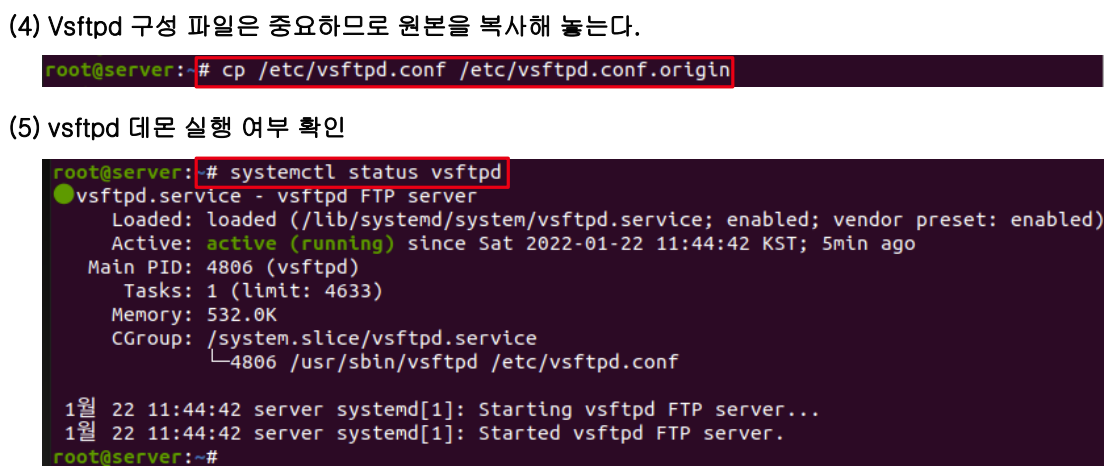 (4) Vsftpd 구성 파일은 중요하므로 원본을 복사해 놓는다.
root@server:~# cp /etc/vsftpd.conf /etc/vsftpd.conf.origin
(5) vsftpd 데몬 실행 여부 확인
root@server:~# systemctl status vsftpd
vsftpd.service - vsftpd FTP server
Loaded: loaded (/lib/systemd/system/vsftpd.service; enabled; vendor preset: enabled)
Active: active (running) since Sat 2022-01-22 11:44:42 KST; 5min ago
Main PID: 4806 (vsftpd)
Tasks: 1 (limit: 4633)
Memory: 532.0K
CGroup: /system.slice/vsftpd.service
└─4806 /usr/sbin/vsftpd /etc/vsftpd.conf
1월 22 11:44:42 server systemd[1]: Starting vsftpd FTP server...
1월 22 11:44:42 server systemd[1]: Started vsftpd FTP server.
root@server:~#